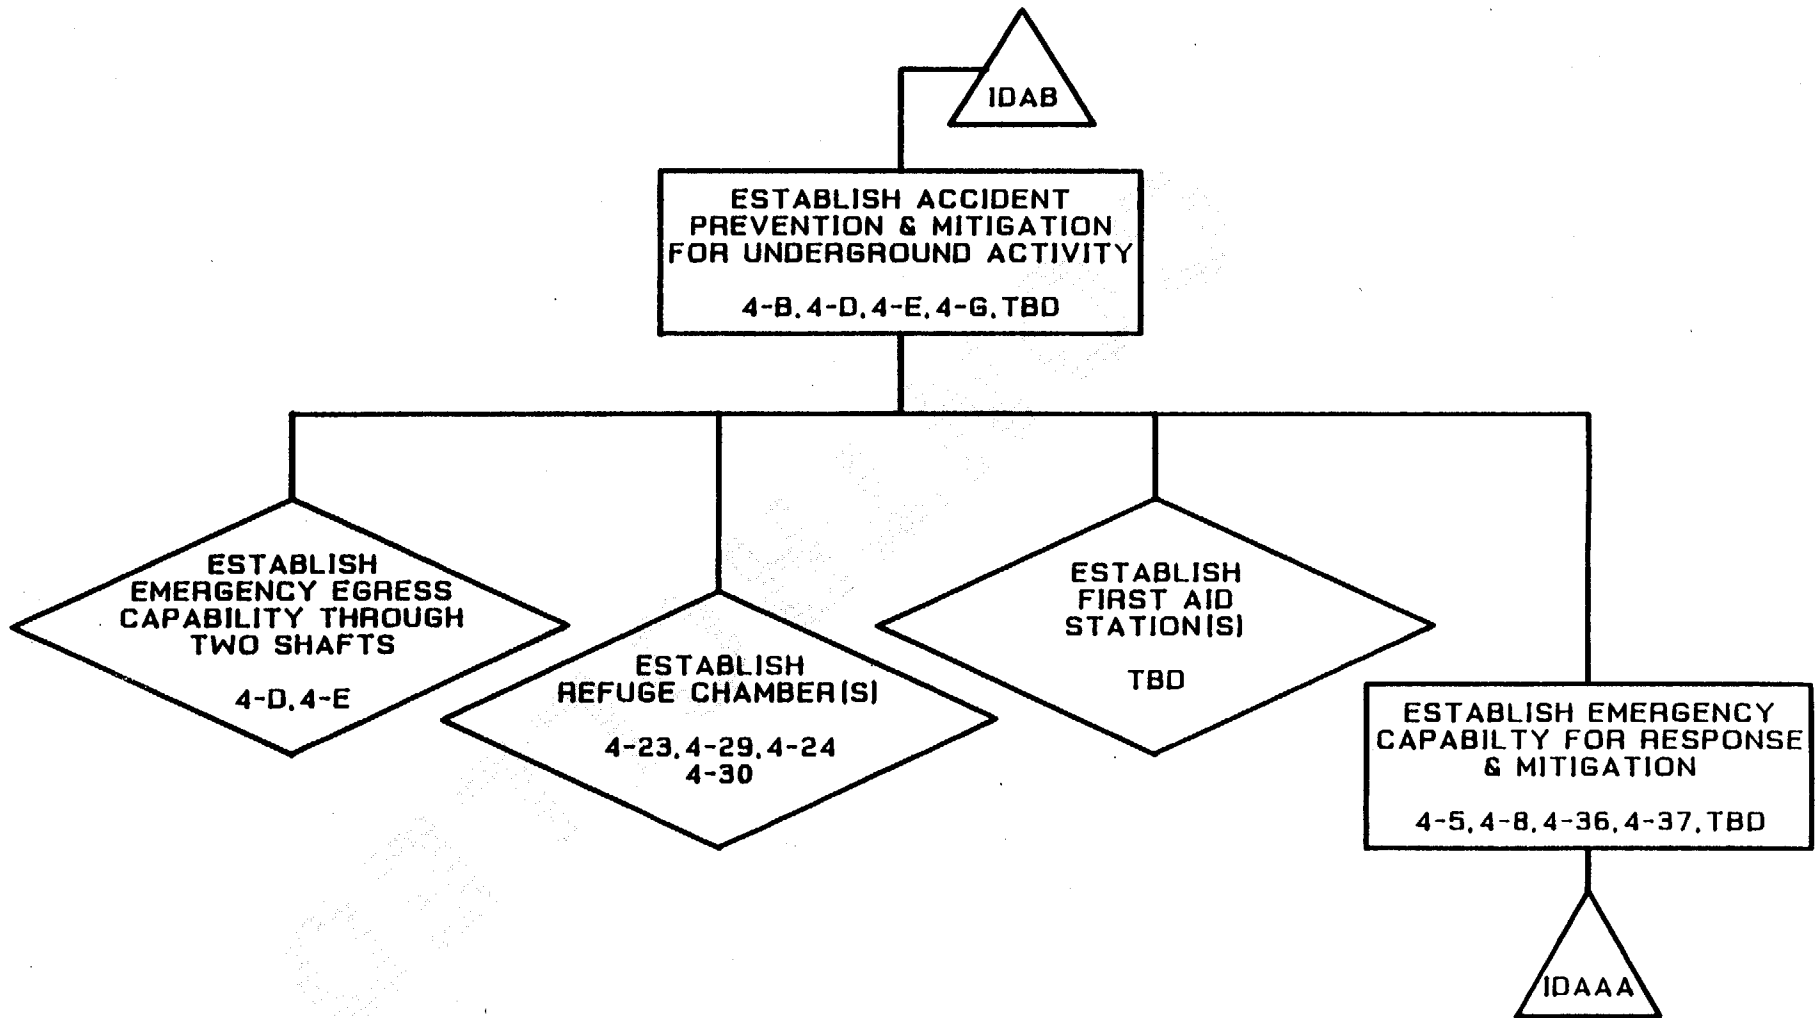 IDAB
ESTABLISH ACCIDENT
PREVENTION & MITIGATION
FOR UNDERGROUND ACTIVITY
4-B,4-D,4-E,4-G,TBD
ESTABLISH
EMERGENCY EGRESS
CAPABILITY THROUGH
TWO SHAFTS
4-D,4-E
ESTABLISH
REFUGE CHAMBER(S)
4-23,4-29,4-24
4-30
ESTABLISH
FIRST AID
STATION(S)
TBD
ESTABLISH EMERGENCY
CAPABILTY FOR RESPONSE
& MITIGATION
4-5,4-8,4-36,4-37,TBD
IDAAA